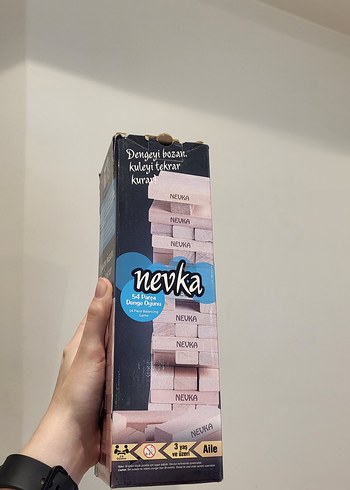 Dengeyi bozan.
kuleyi tekrar
kurar.
NEVKA
NEVKA
NEVKA
nevka
54 Parça
Denge Oyunu
54 Piece Balancing
Game
NEVKA
NEVKA
NEVKA
NEVKA
3 yaş
ve üzeri
Aile